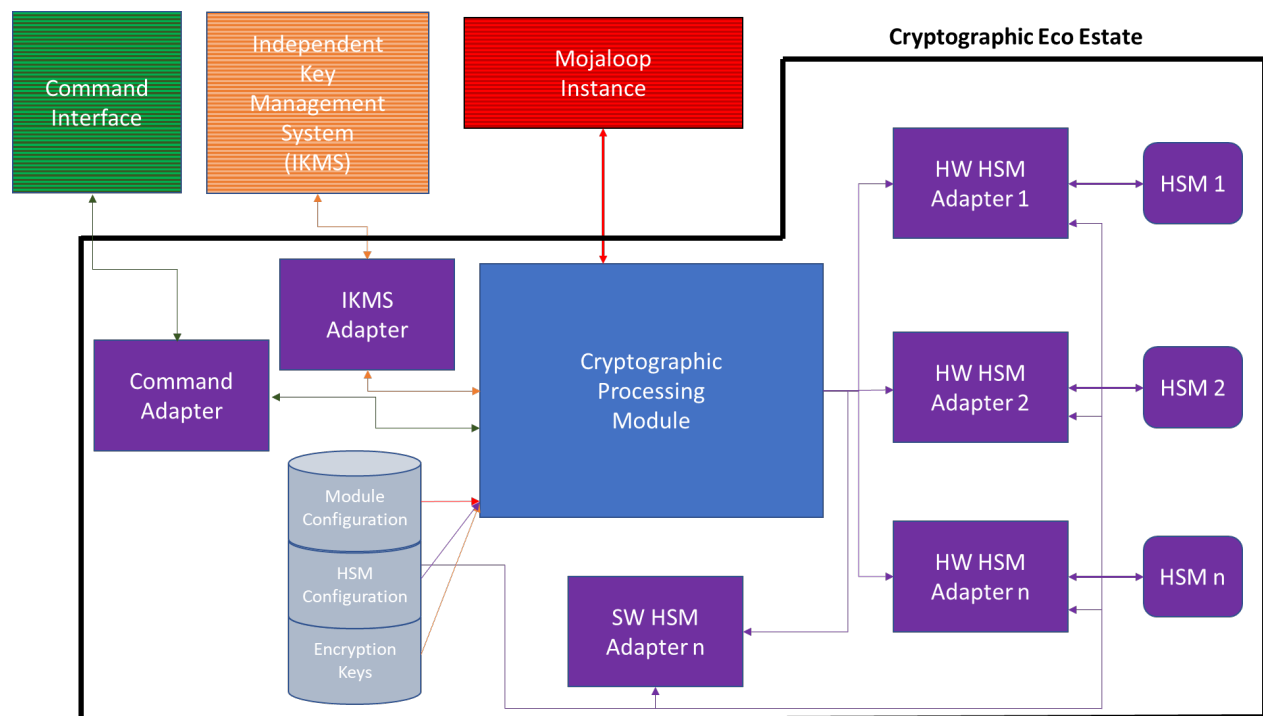 Cryptographic Eco Estate
Command
Interface
Independent
Key
Management
System
(IKMS)
Mojaloop
Instance
HW HSM
Adapter 1
HSM 1
IKMS
Adapter
Command
Adapter
Cryptographic
Processing
Module
HW HSM
Adapter 2
HSM 2
Module
Configuration
HSM
Configuration
Encryption
Keys
SW HSM
Adapter n
HW HSM
Adapter n
HSM n